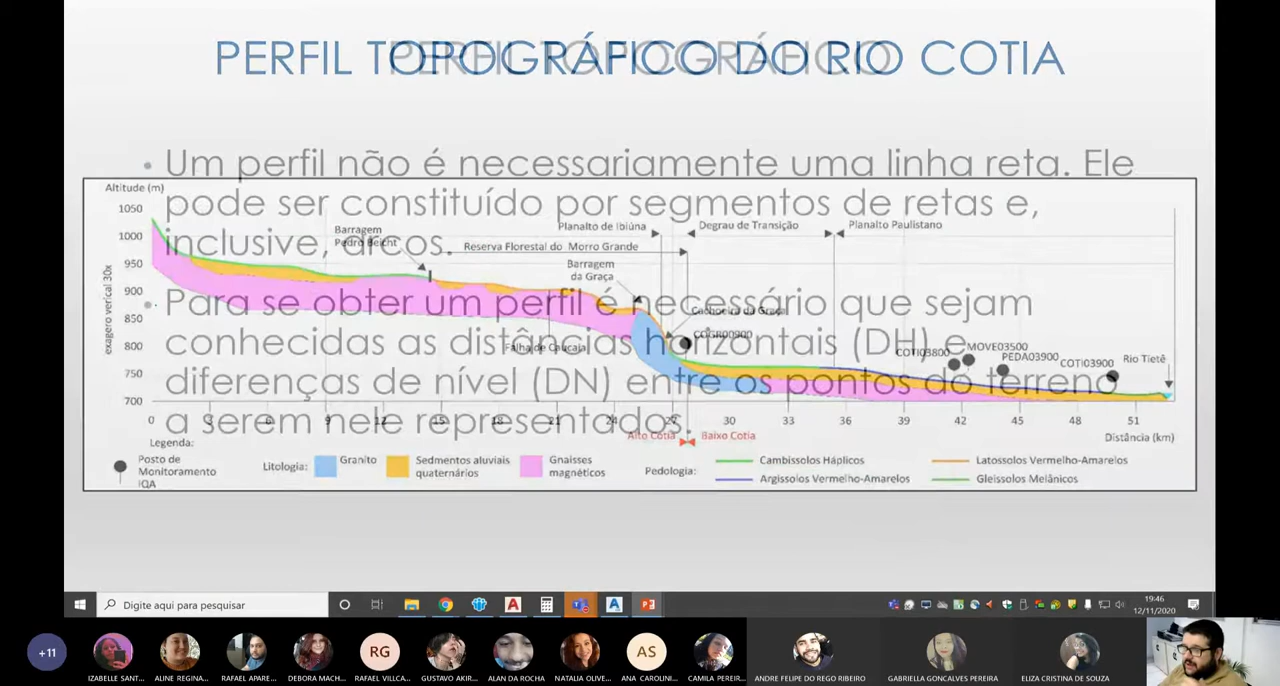 PERFIL TOPOGRÁFICO DO RIO COTIA
PERFIL TOPOGRÁFICO
Um perfil não é necessariamente uma linha reta. Ele
pode ser constituído por segmentos de retas e,
inclusive, arcos.
Para se obter um perfil é necessário que sejam
conhecidas as distâncias horizontais (DH) e
diferenças de nível (DN) entre os pontos do terreno
a serem nele representados.
Altitude (m)
exagero verical 30x
1050
1000
950
900
850
800
750
700
Barragem
Pedro Beicht
Reserva Florestal do Morro Grande
Planalto de Ibiúna
Degrau de Transição
Planalto Paulistano
Barragem
da Graça
Cachoeira da Graça
COGR00900
Falha de Caucaia
COTI03800
MOVE03500
PEDA03900
COTI03900
Rio Tietê
0
9
12
15
18
21
24
27
30
33
36
39
42
45
48
51
Distância (km)
Alto Cotia
Baixo Cotia
Legenda:
Posto de
Monitoramento
IQA
Litologia:
Granito
Sedmentos aluviais
quaternários
Gnaisses
magnéticos
Pedologia:
Cambissolos Háplicos
Argissolos Vermelho-Amarelos
Latossolos Vermelho-Amarelos
Gleissolos Melânicos
Digite aqui para pesquisar
19:46
12/11/2020
+11
RG
AS
IZABELLE SANT...
ALINE REGINA...
RAFAEL APARE...
DEBORA MACH...
RAFAEL VILLCA...
GUSTAVO AKIR...
ALAN DA ROCHA
NATALIA OLIVE...
ANA CAROLINI...
CAMILA PEREIR...
ANDRE FELIPE DO REGO RIBEIRO
GABRIELLA GONCALVES PEREIRA
ELIZA CRISTINA DE SOUZA